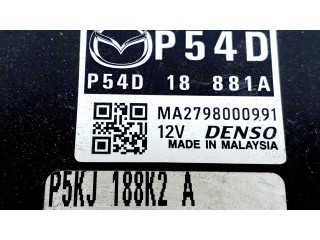 P54D
P54D 18 881A
MA2798000991
12V DENSO
MADE IN MALAYSIA
P5KJ 188K2 A